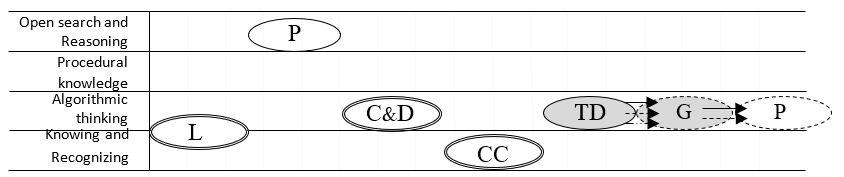 Open search and
Reasoning
P
Procedural
knowledge
Algorithmic
thinking
C&D
TD
G
P
L
Knowing and
Recognizing
CC